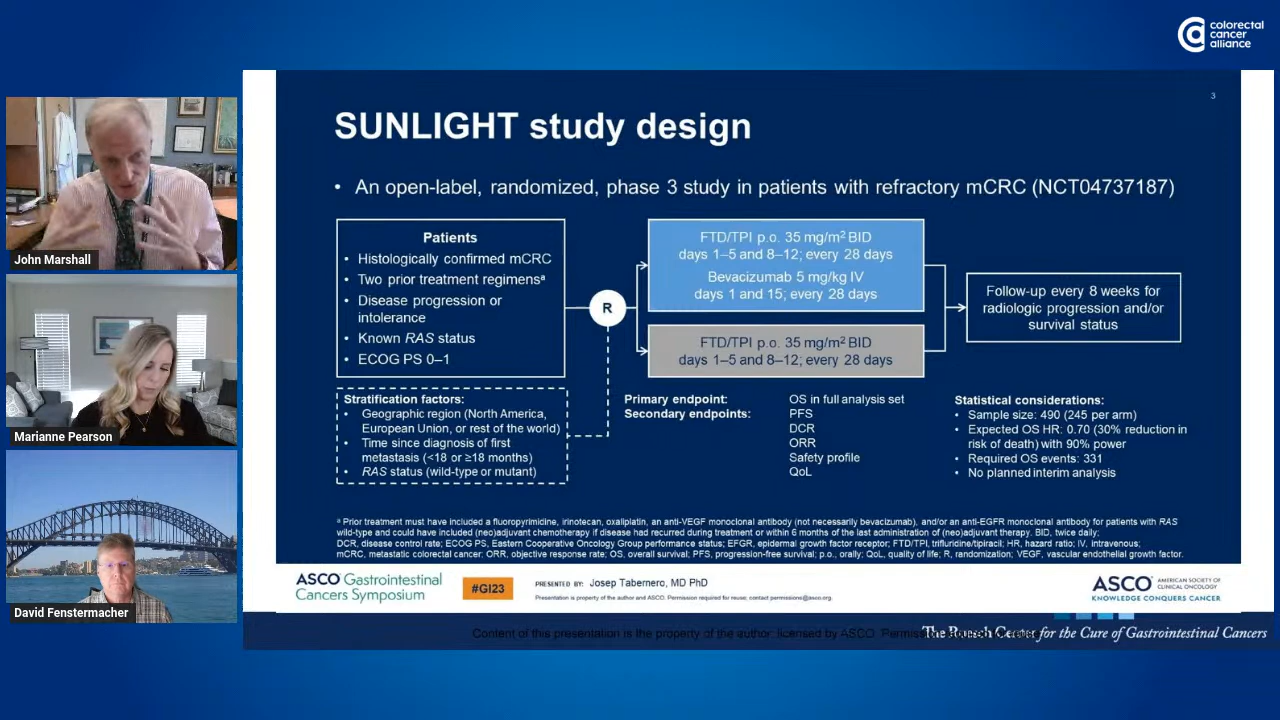 colorectal
cancer
alliance
John Marshall
Marianne Pearson
David Fenstermacher
3
SUNLIGHT study design
• An open-label, randomized, phase 3 study in patients with refractory mCRC (NCT04737187)
Patients
• Histologically confirmed mCRC
• Two prior treatment regimensª
• Disease progression or
intolerance
• Known RAS status
• ECOG PS 0–1
R
FTD/TPI p.o. 35 mg/m² BID
days 1–5 and 8–12; every 28 days
Bevacizumab 5 mg/kg IV
days 1 and 15; every 28 days
FTD/TPI p.o. 35 mg/m² BID
days 1–5 and 8–12; every 28 days
Follow-up every 8 weeks for
radiologic progression and/or
survival status
Stratification factors:
• Geographic region (North America,
European Union, or rest of the world)
• Time since diagnosis of first
metastasis (<18 or ≥18 months)
• RAS status (wild-type or mutant)
Primary endpoint: OS in full analysis set
Secondary endpoints: PFS
DCR
ORR
Safety profile
QoL
Statistical considerations:
• Sample size: 490 (245 per arm)
• Expected OS HR: 0.70 (30% reduction in
risk of death) with 90% power
• Required OS events: 331
• No planned interim analysis
ª Prior treatment must have included a fluoropyrimidine, irinotecan, oxaliplatin, an anti-VEGF monoclonal antibody (not necessarily bevacizumab), and/or an anti-EGFR monoclonal antibody for patients with RAS
wild-type and could have included (neo)adjuvant chemotherapy if disease had recurred during treatment or within 6 months of the last administration of (neo)adjuvant therapy. BID, twice daily;
DCR, disease control rate; ECOG PS, Eastern Cooperative Oncology Group performance status; EGFR, epidermal growth factor receptor; FTD/TPI, trifluridine/tipiracil; HR, hazard ratio; IV, intravenous;
mCRC, metastatic colorectal cancer; ORR, objective response rate; OS, overall survival; PFS, progression-free survival; p.o., orally; QoL, quality of life; R, randomization; VEGF, vascular endothelial growth factor.
ASCO Gastrointestinal
Cancers Symposium
#GI23
PRESENTED BY: Josep Tabernero, MD PhD
Presentation is property of the author and ASCO. Permission required for reuse; contact permissions@asco.org.
ASCO AMERICAN SOCIETY OF
CLINICAL ONCOLOGY
KNOWLEDGE CONQUERS CANCER
Content of this presentation is the property of the author, licensed by ASCO.
The for the Cure of Gastrointestinal Cancers